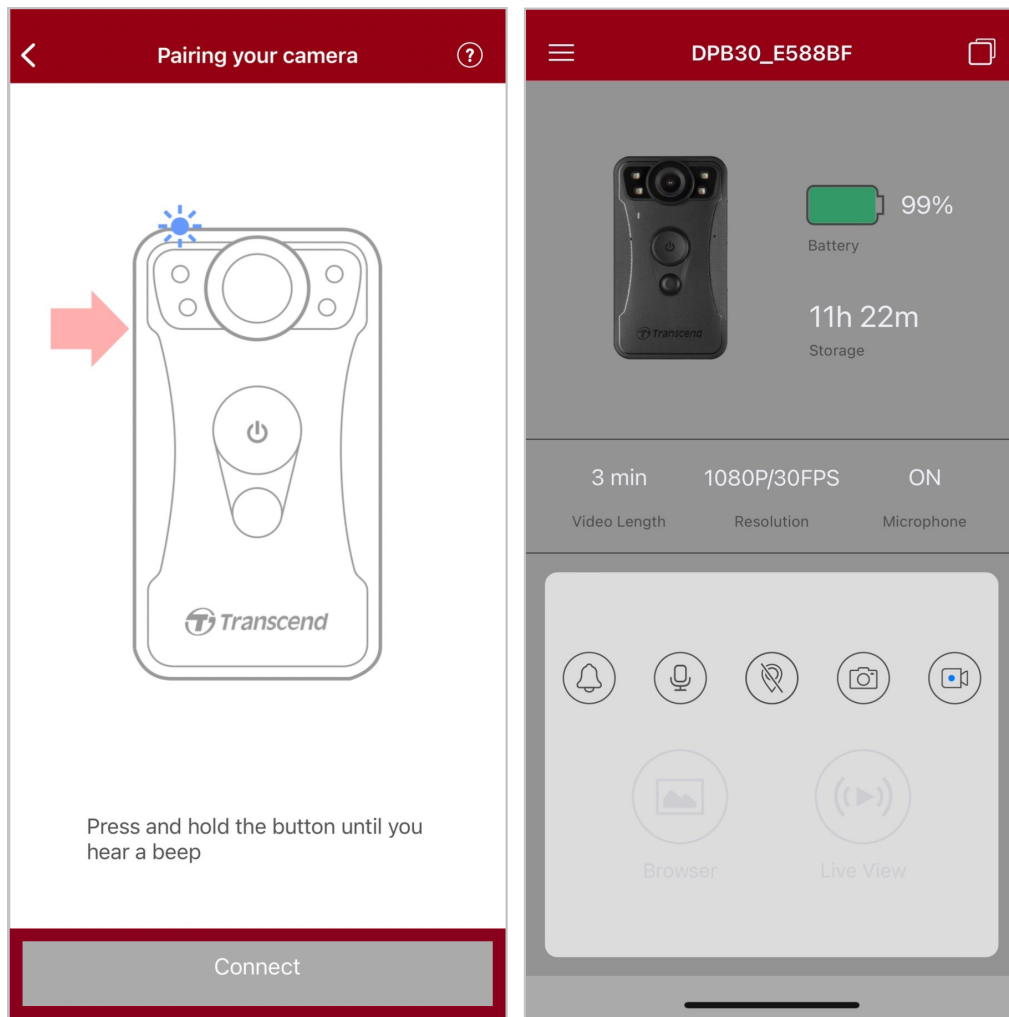 Pairing your camera
?
Transcend
Press and hold the button until you
hear a beep
Connect
DPB30_E588BF
Transcend
99%
Battery
11h 22m
Storage
3 min
1080P/30FPS
ON
Video Length
Resolution
Microphone
Browser
Live View